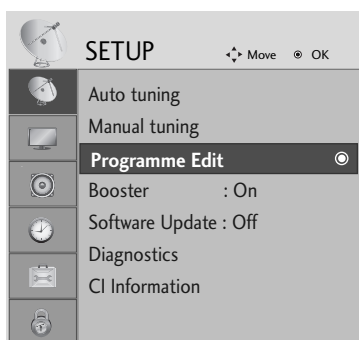 SETUP Move OK
Auto tuning
Manual tuning
Programme Edit
Booster : On
Software Update : Off
Diagnostics
CI Information